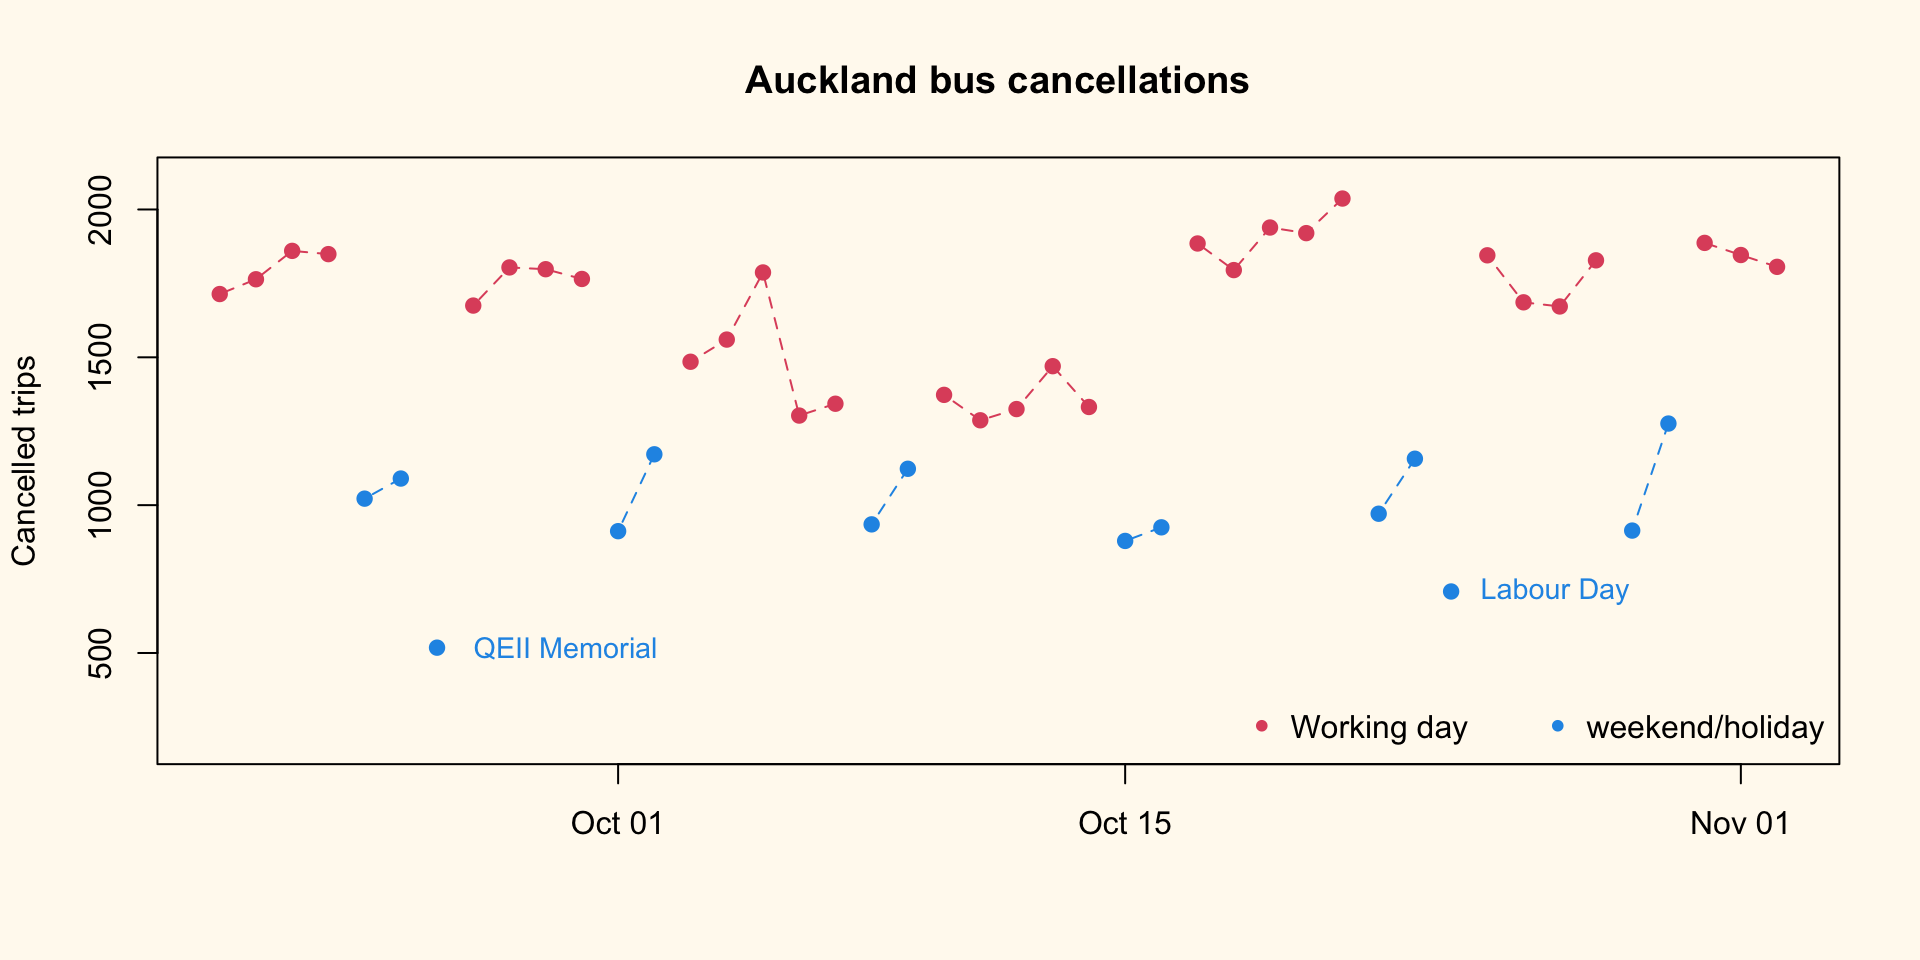 Auckland bus cancellations
Cancelled trips
2000
1500
1000
500
QEII Memorial
Labour Day
Working day
weekend/holiday
Oct 01
Oct 15
Nov 01